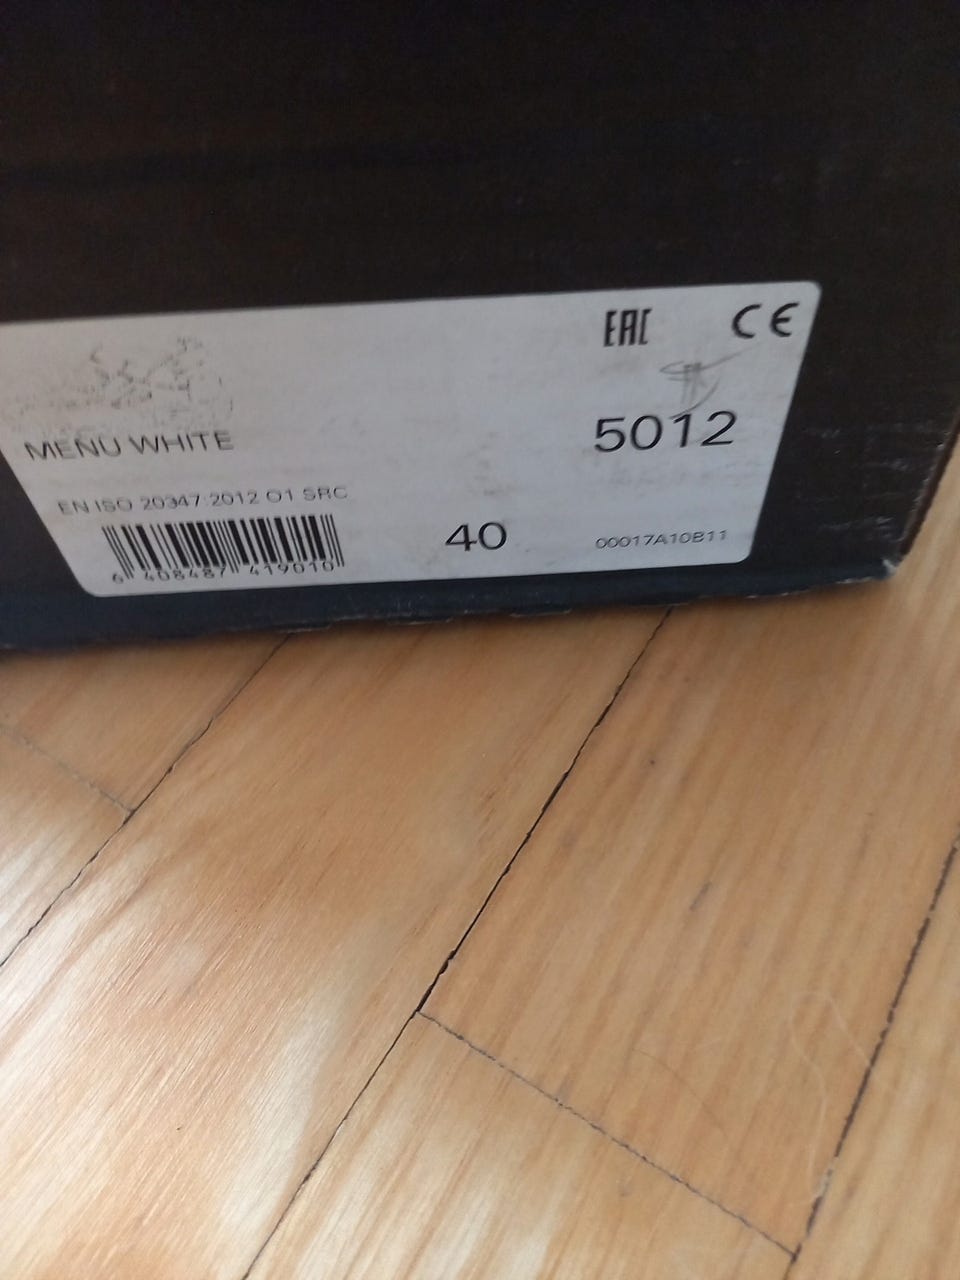 EAC CE
MENU WHITE
5012
EN ISO 20347:2012 O1 SRC
40
00017A10B11
6 408487 419010